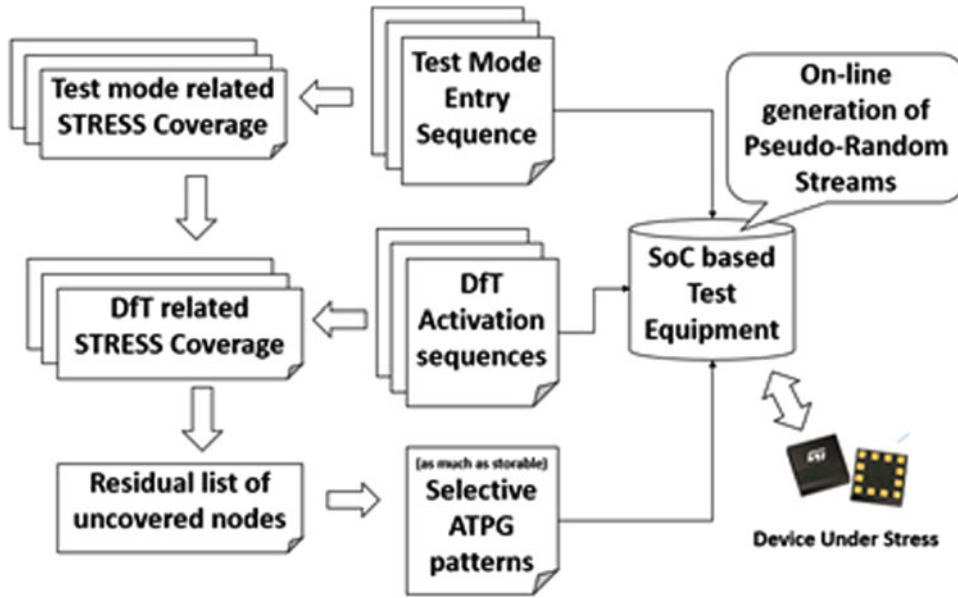 Test mode related
STRESS Coverage
Test Mode
Entry
Sequence
On-line
generation of
Pseudo-Random
Streams
DfT related
STRESS Coverage
DfT
Activation
sequences
SoC based
Test
Equipment
Residual list of
uncovered nodes
(as much as storable)
Selective
ATPG
patterns
ST
Device Under Stress